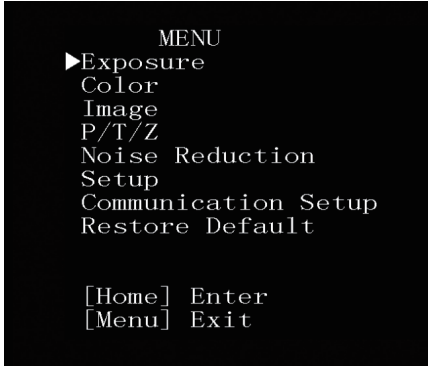 MENU
▶Exposure
Color
Image
P/T/Z
Noise Reduction
Setup
Communication Setup
Restore Default
[Home] Enter
[Menu] Exit